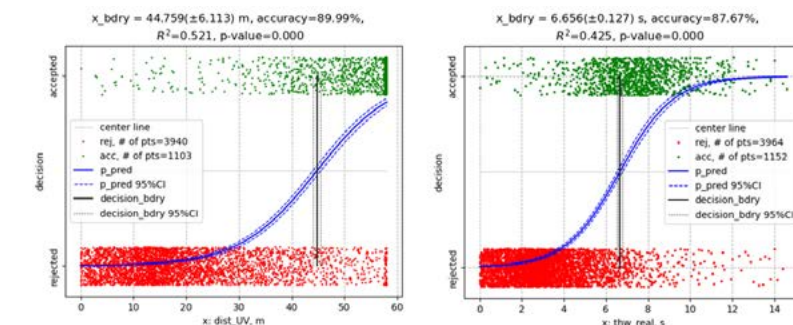 x_bdry = 44.759(±6.113) m, accuracy=89.99%,
R²=0.521, p-value=0.000
accepted
decision
rejected
center line
rej, # of pts=3940
acc, # of pts=1103
p_pred
p_pred 95%CI
decision_bdry
decision_bdry 95%CI
0 10 20 30 40 50 60
x: dist_UV, m
x_bdry = 6.656(±0.127) s, accuracy=87.67%,
R²=0.425, p-value=0.000
accepted
decision
rejected
center line
rej, # of pts=3964
acc, # of pts=1152
p_pred
p_pred 95%CI
decision_bdry
decision_bdry 95%CI
0 2 4 6 8 10 12 14
x: thw_real, s